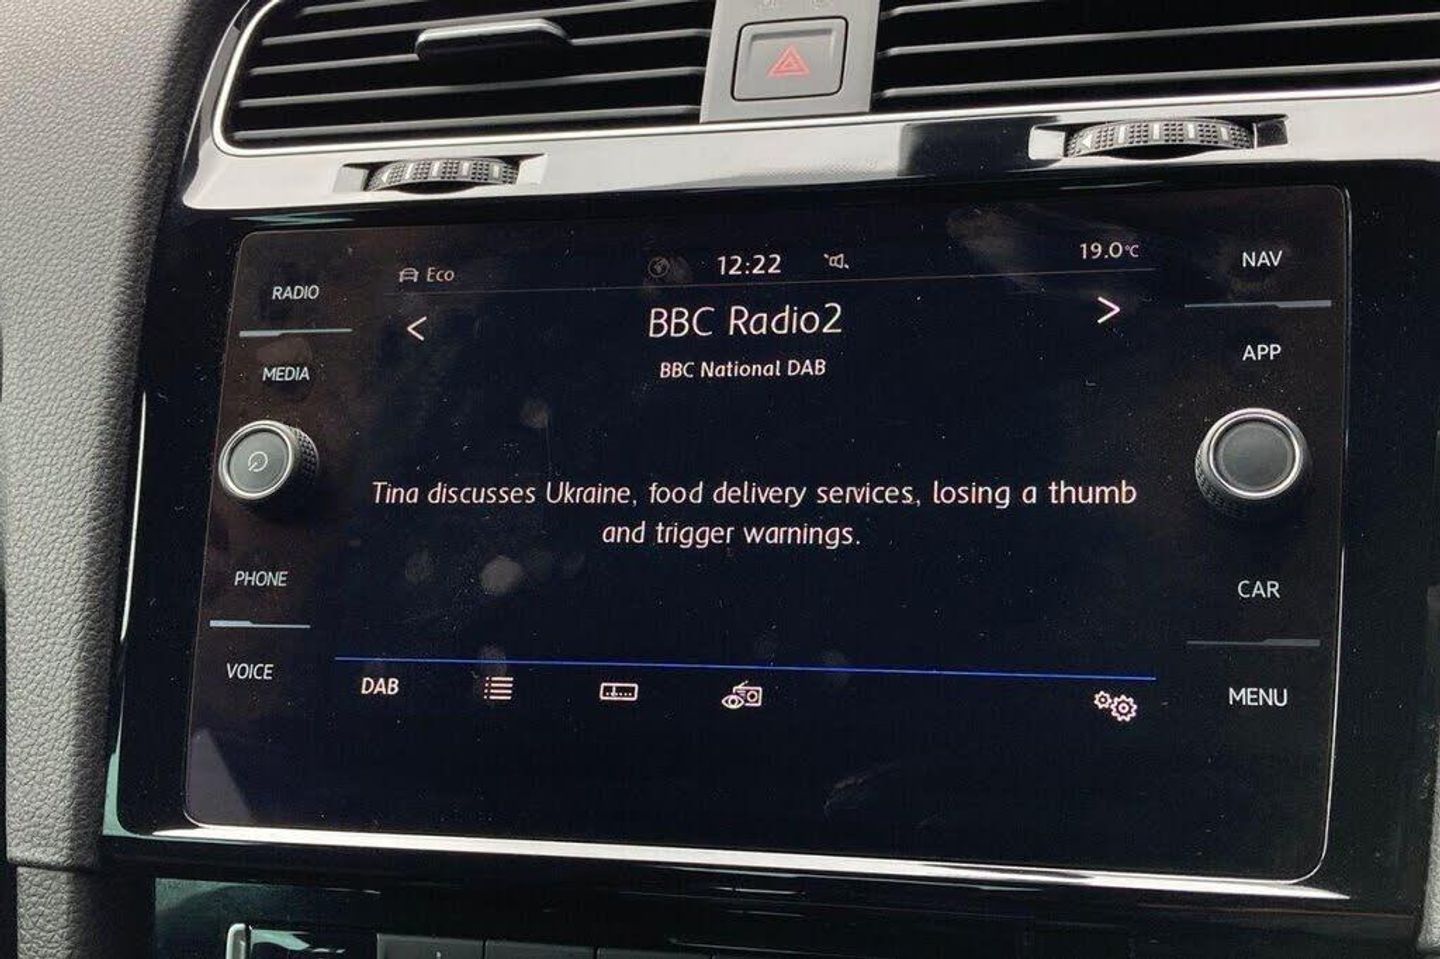 Eco 12:22 19.0°C
RADIO
NAV
< BBC Radio2 >
MEDIA
BBC National DAB
APP
Tina discusses Ukraine, food delivery services, losing a thumb
and trigger warnings.
PHONE
CAR
VOICE
DAB
MENU